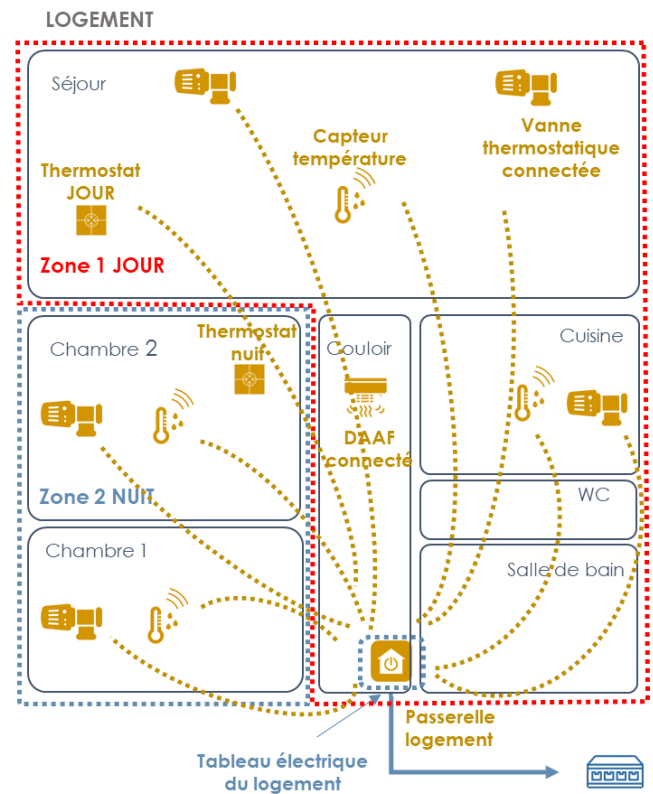 LOGEMENT
Séjour
Capteur
température
Vanne
thermostatique
connectée
Thermostat
JOUR
Zone 1 JOUR
Chambre 2
Thermostat
nuit
Couloir
Cuisine
DAAF
connecté
Zone 2 NUIT
WC
Chambre 1
Salle de bain
Passerelle
logement
Tableau électrique
du logement